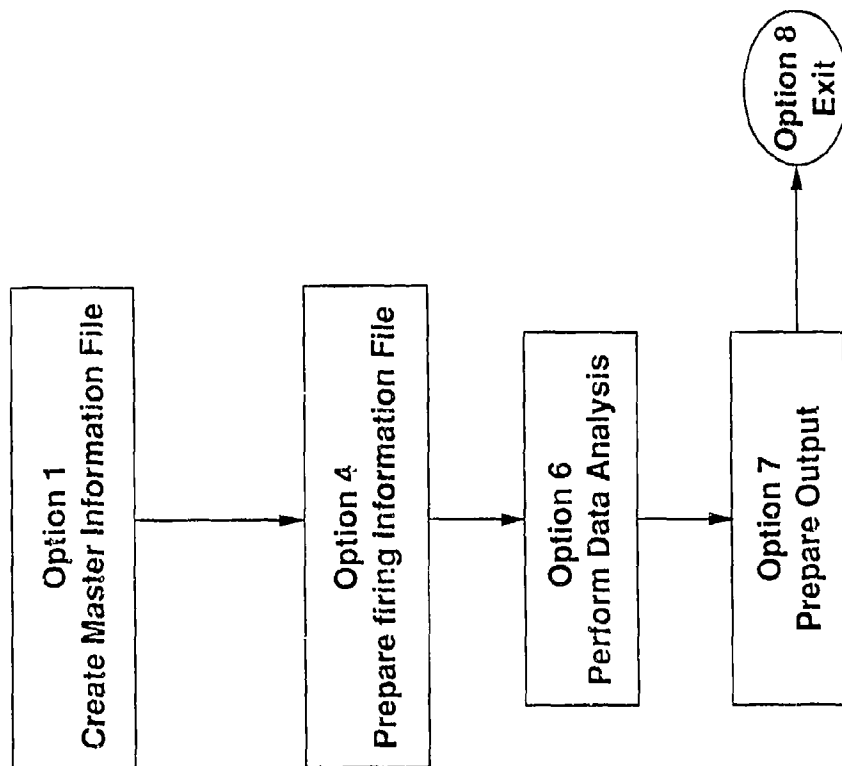 Option 1
Create Master Information File
Option 4
Prepare firing Information File
Option 6
Perform Data Analysis
Option 7
Prepare Output
Option 8
Exit